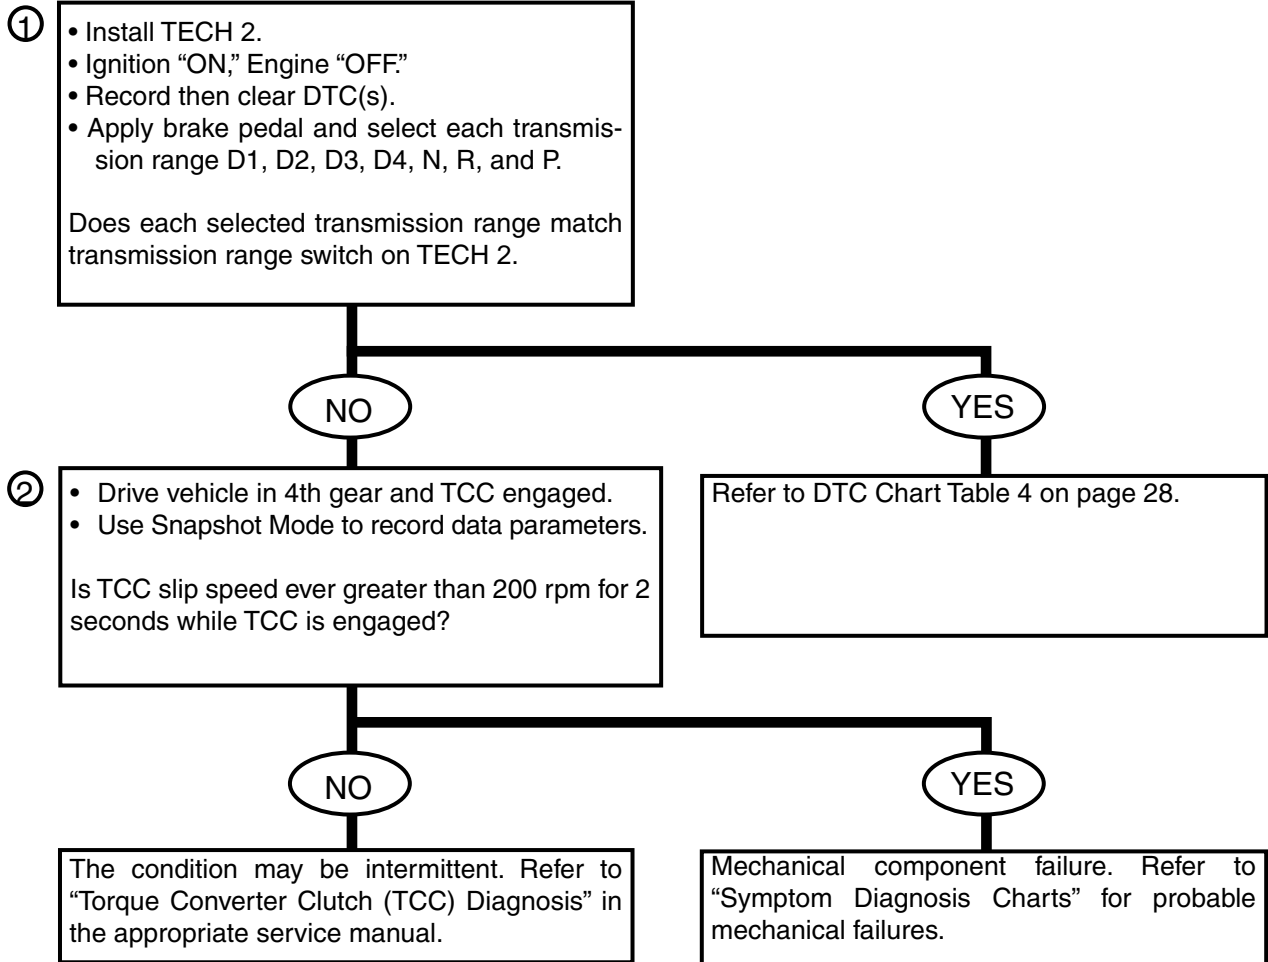 1
• Install TECH 2.
• Ignition “ON,” Engine “OFF.”
• Record then clear DTC(s).
• Apply brake pedal and select each transmis-
sion range D1, D2, D3, D4, N, R, and P.
Does each selected transmission range match
transmission range switch on TECH 2.
NO
YES
2
• Drive vehicle in 4th gear and TCC engaged.
• Use Snapshot Mode to record data parameters.
Is TCC slip speed ever greater than 200 rpm for 2
seconds while TCC is engaged?
Refer to DTC Chart Table 4 on page 28.
NO
YES
The condition may be intermittent. Refer to
“Torque Converter Clutch (TCC) Diagnosis” in
the appropriate service manual.
Mechanical component failure. Refer to
“Symptom Diagnosis Charts” for probable
mechanical failures.